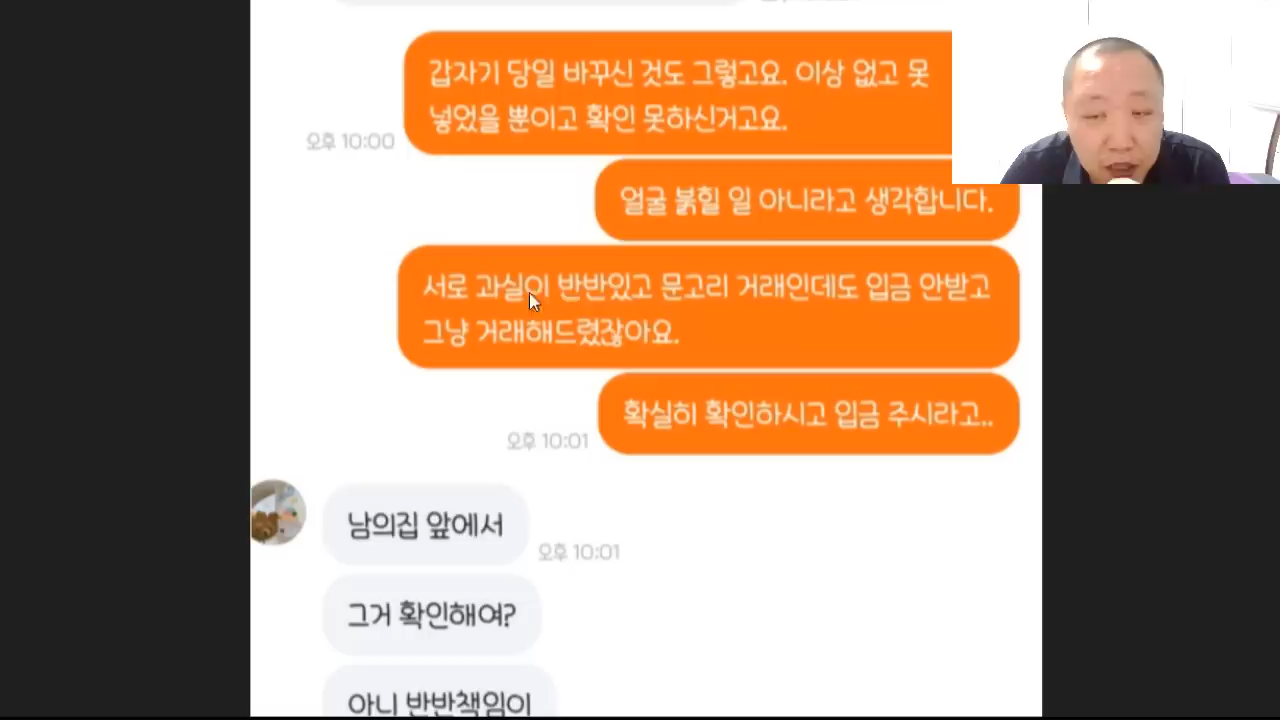 갑자기 당일 바꾸신 것도 그렇고요. 이상 없고 못
넣었을 뿐이고 확인 못하신거고요.
오후 10:00
얼굴 붉힐 일 아니라고 생각합니다.
서로 과실이 반반있고 문고리 거래인데도 입금 안받고
그냥 거래해드렸잖아요.
확실히 확인하시고 입금 주시라고..
오후 10:01
남의집 앞에서
오후 10:01
그거 확인해여?
아니 반반책임이